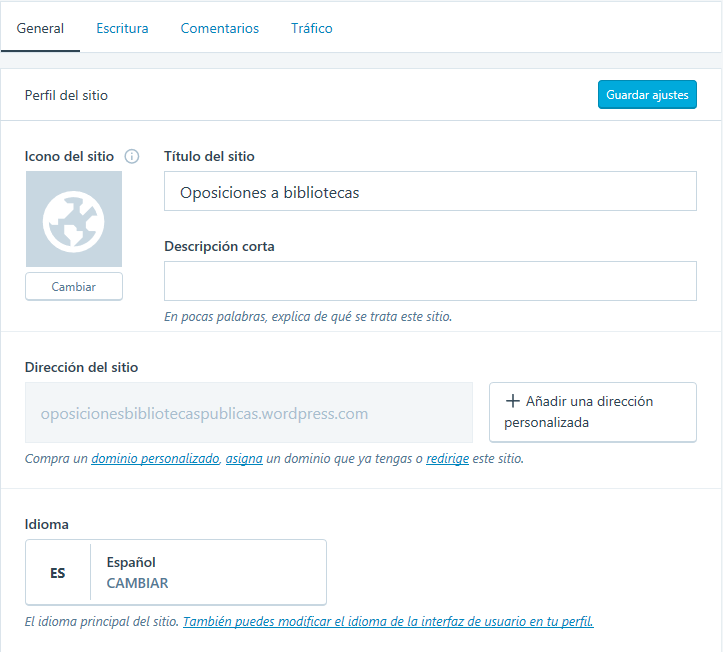 General Escritura Comentarios Tráfico
Perfil del sitio Guardar ajustes
Icono del sitio Título del sitio
Oposiciones a bibliotecas
Cambiar
Descripción corta
En pocas palabras, explica de qué se trata este sitio.
Dirección del sitio
oposicionesbibliotecaspublicas.wordpress.com
+ Añadir una dirección
personalizada
Compra un dominio personalizado, asigna un dominio que ya tengas o redirige este sitio.
Idioma
ES
Español
CAMBIAR
El idioma principal del sitio. También puedes modificar el idioma de la interfaz de usuario en tu perfil.